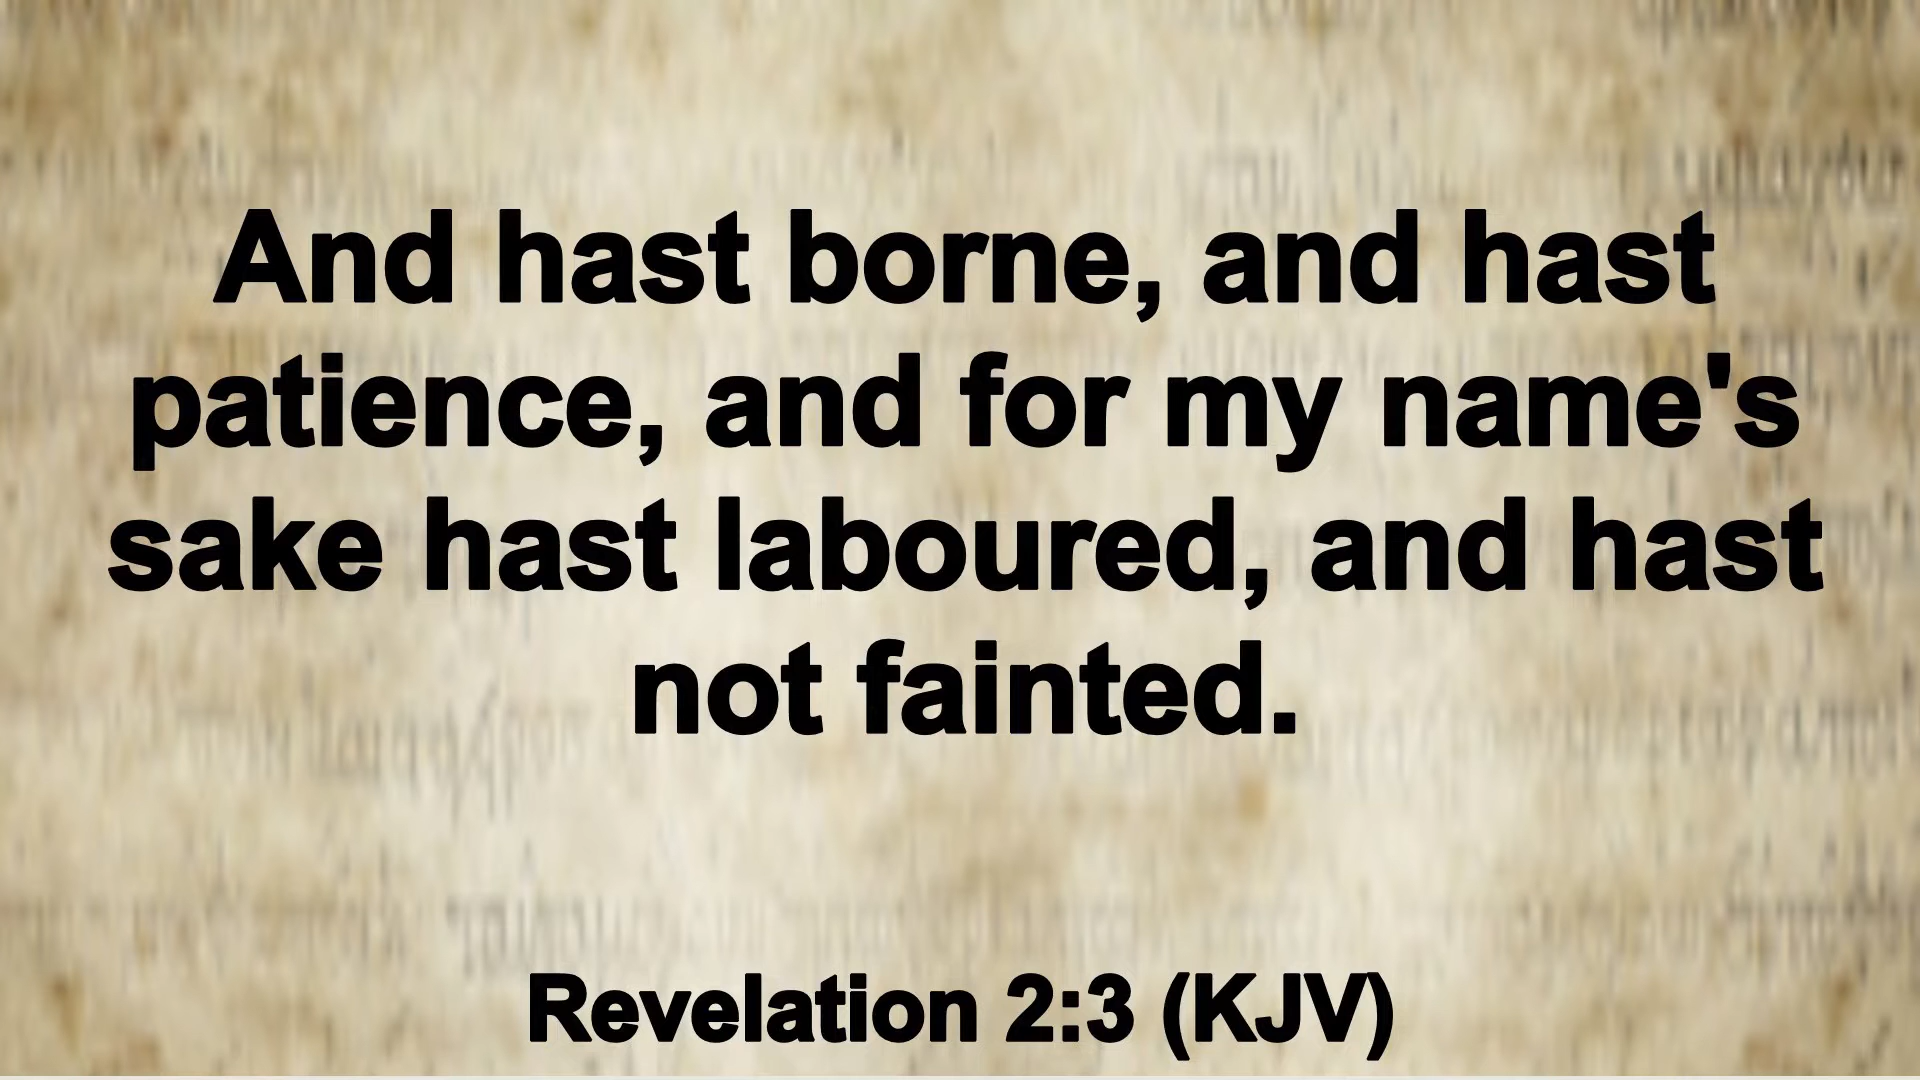 And hast borne, and hast
patience, and for my name's
sake hast laboured, and hast
not fainted.
Revelation 2:3 (KJV)